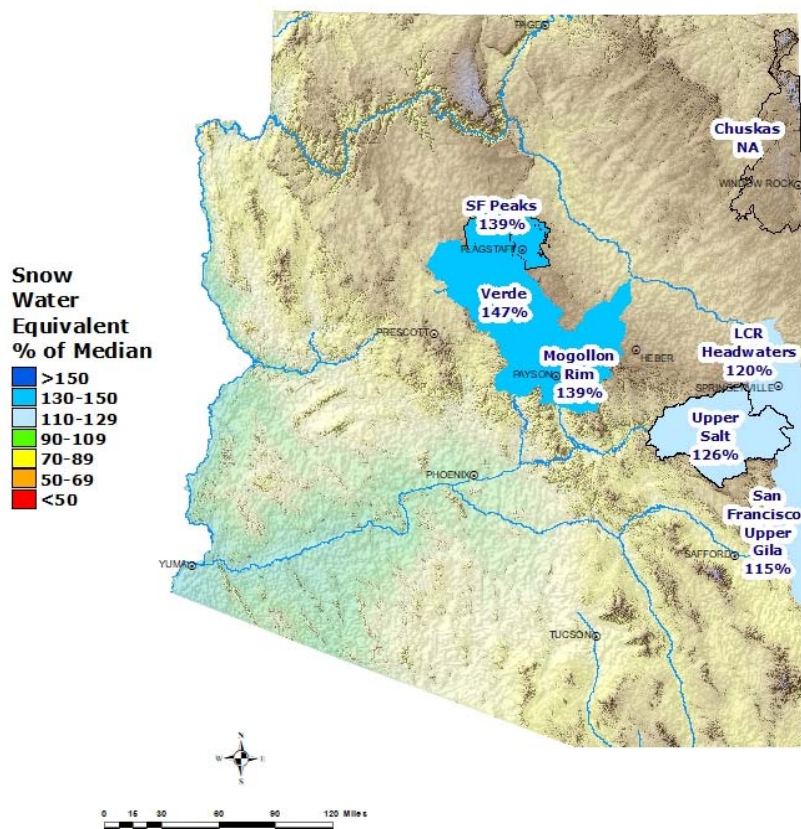 PAGE
Chuskas
NA
WINDOW ROCK
SF Peaks
139%
FLAGSTAFF
Verde
147%
PRESCOTT
Mogollon
Rim
139%
PAYSON
HEBER
LCR
Headwaters
120%
SPRINGERVILLE
Upper
Salt
126%
Snow
Water
Equivalent
% of Median
>150
130-150
110-129
90-109
70-89
50-69
<50
PHOENIX
San
Francisco
Upper
Gila
115%
SAFFORD
YUMA
TUCSON
N
W E
S
0 15 30 60 90 120 Miles